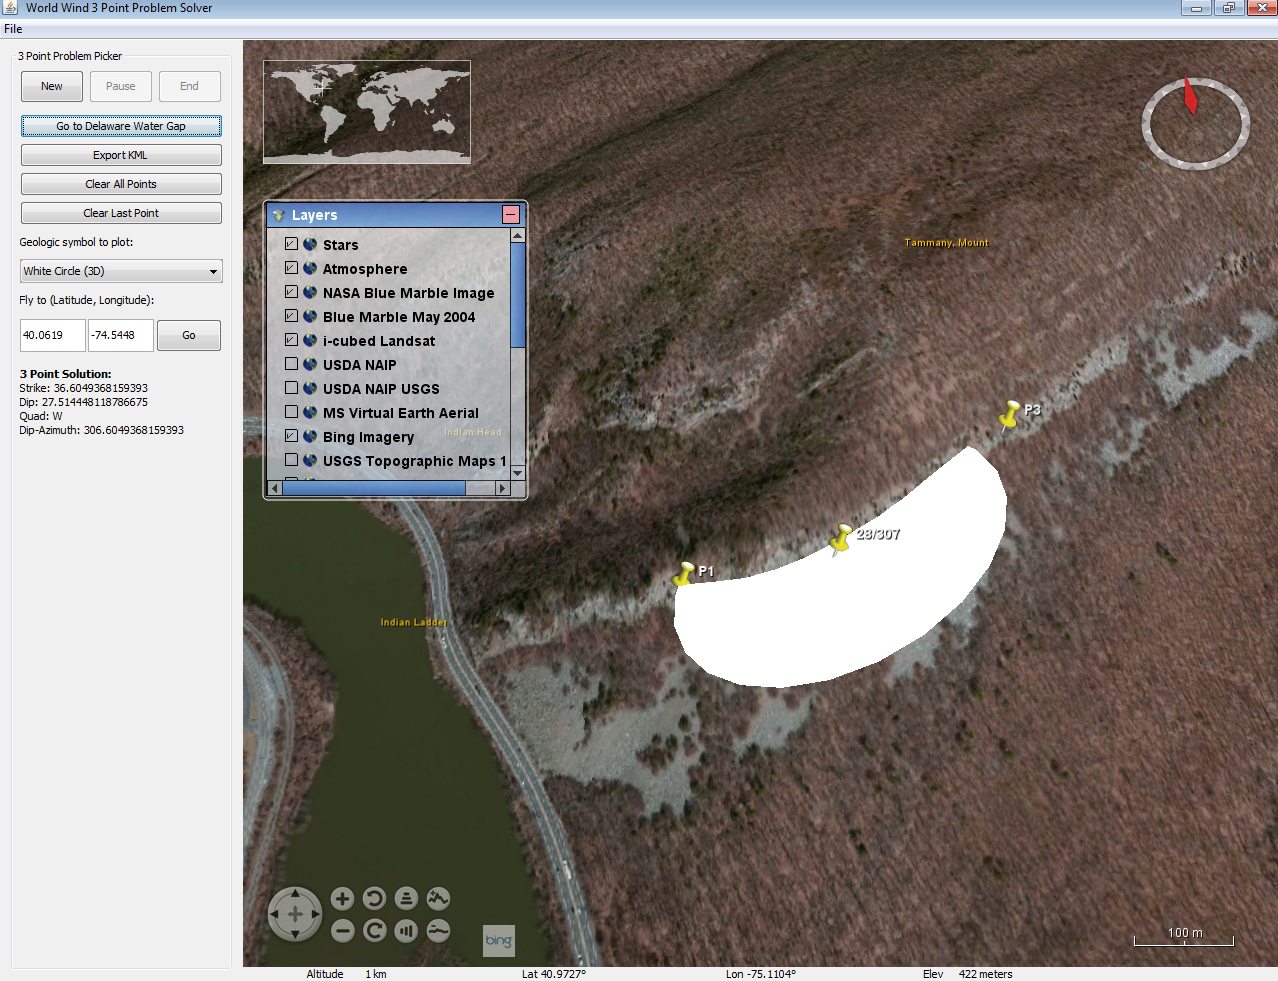 World Wind 3 Point Problem Solver
File
3 Point Problem Picker
New Pause End
Go to Delaware Water Gap
Export KML
Clear All Points
Clear Last Point
Geologic symbol to plot:
White Circle (3D)
Fly to (Latitude, Longitude):
40.0619 -74.5448 Go
3 Point Solution:
Strike: 36.6049368159393
Dip: 27.514448118786675
Quad: W
Dip-Azimuth: 306.6049368159393
Layers
Stars
Atmosphere
NASA Blue Marble Image
Blue Marble May 2004
i-cubed Landsat
USDA NAIP
USDA NAIP USGS
MS Virtual Earth Aerial
Bing Imagery
Indian Head
USGS Topographic Maps 1
Tammany, Mount
P3
28/307
P1
Indian Ladder
bing
100 m
Altitude 1 km Lat 40.9727° Lon -75.1104° Elev 422 meters